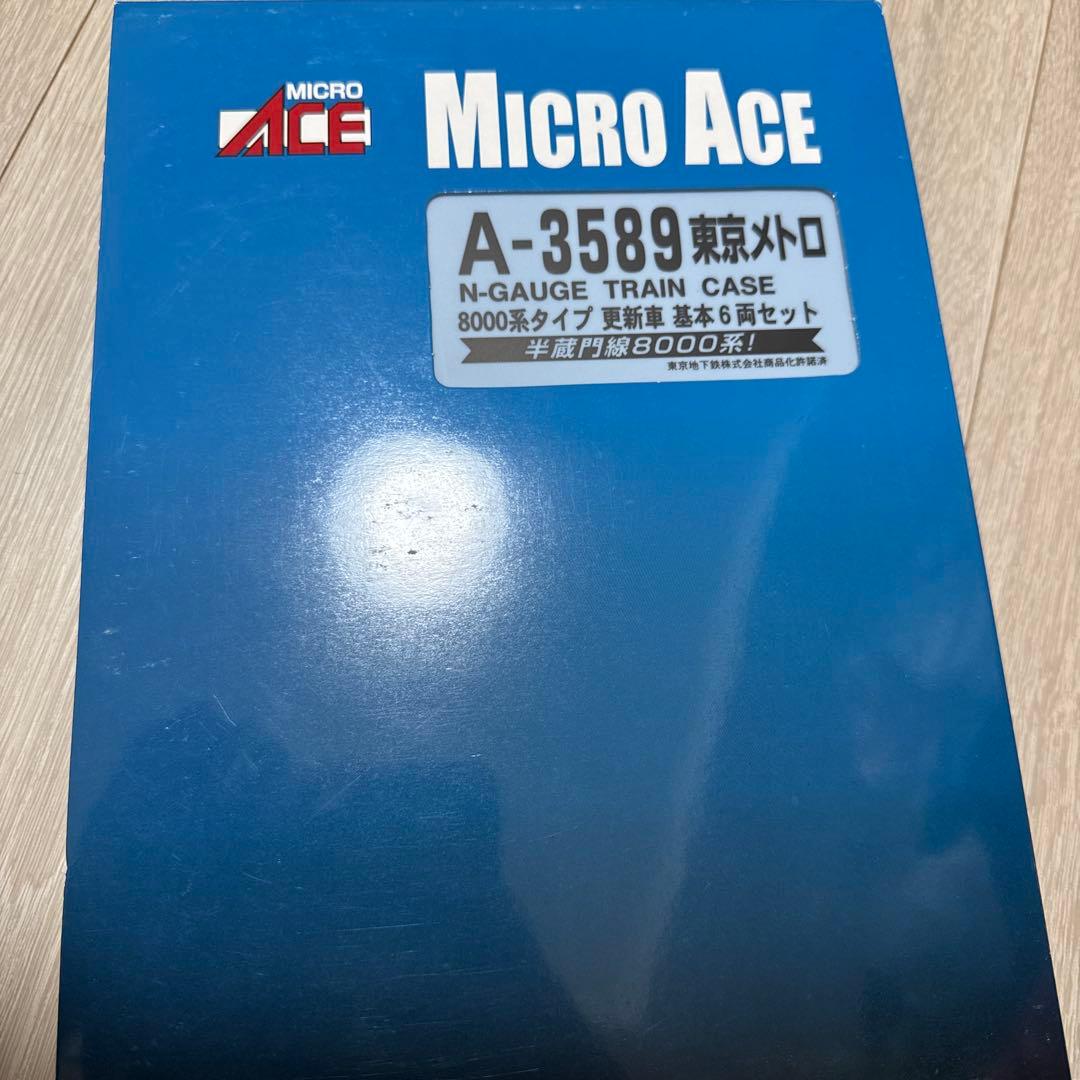 MICRO
ACE
MICRO ACE
A-3589 東京メトロ
N-GAUGE TRAIN CASE
8000系タイプ 更新車 基本6両セット
半蔵門線8000系!
東京地下鉄株式会社商品化許諾済